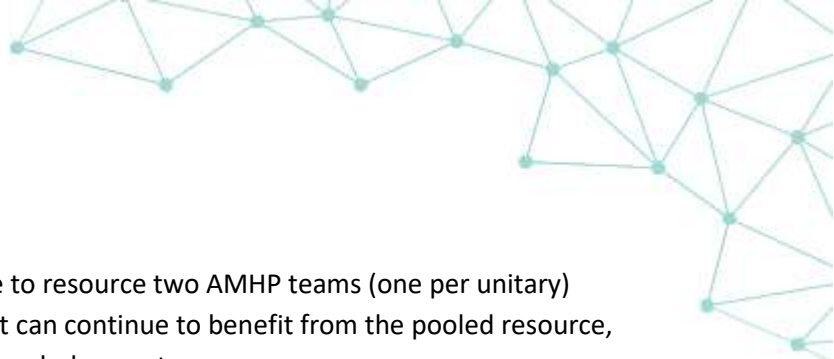 to resource two AMHP teams (one per unitary)
can continue to benefit from the pooled resource,